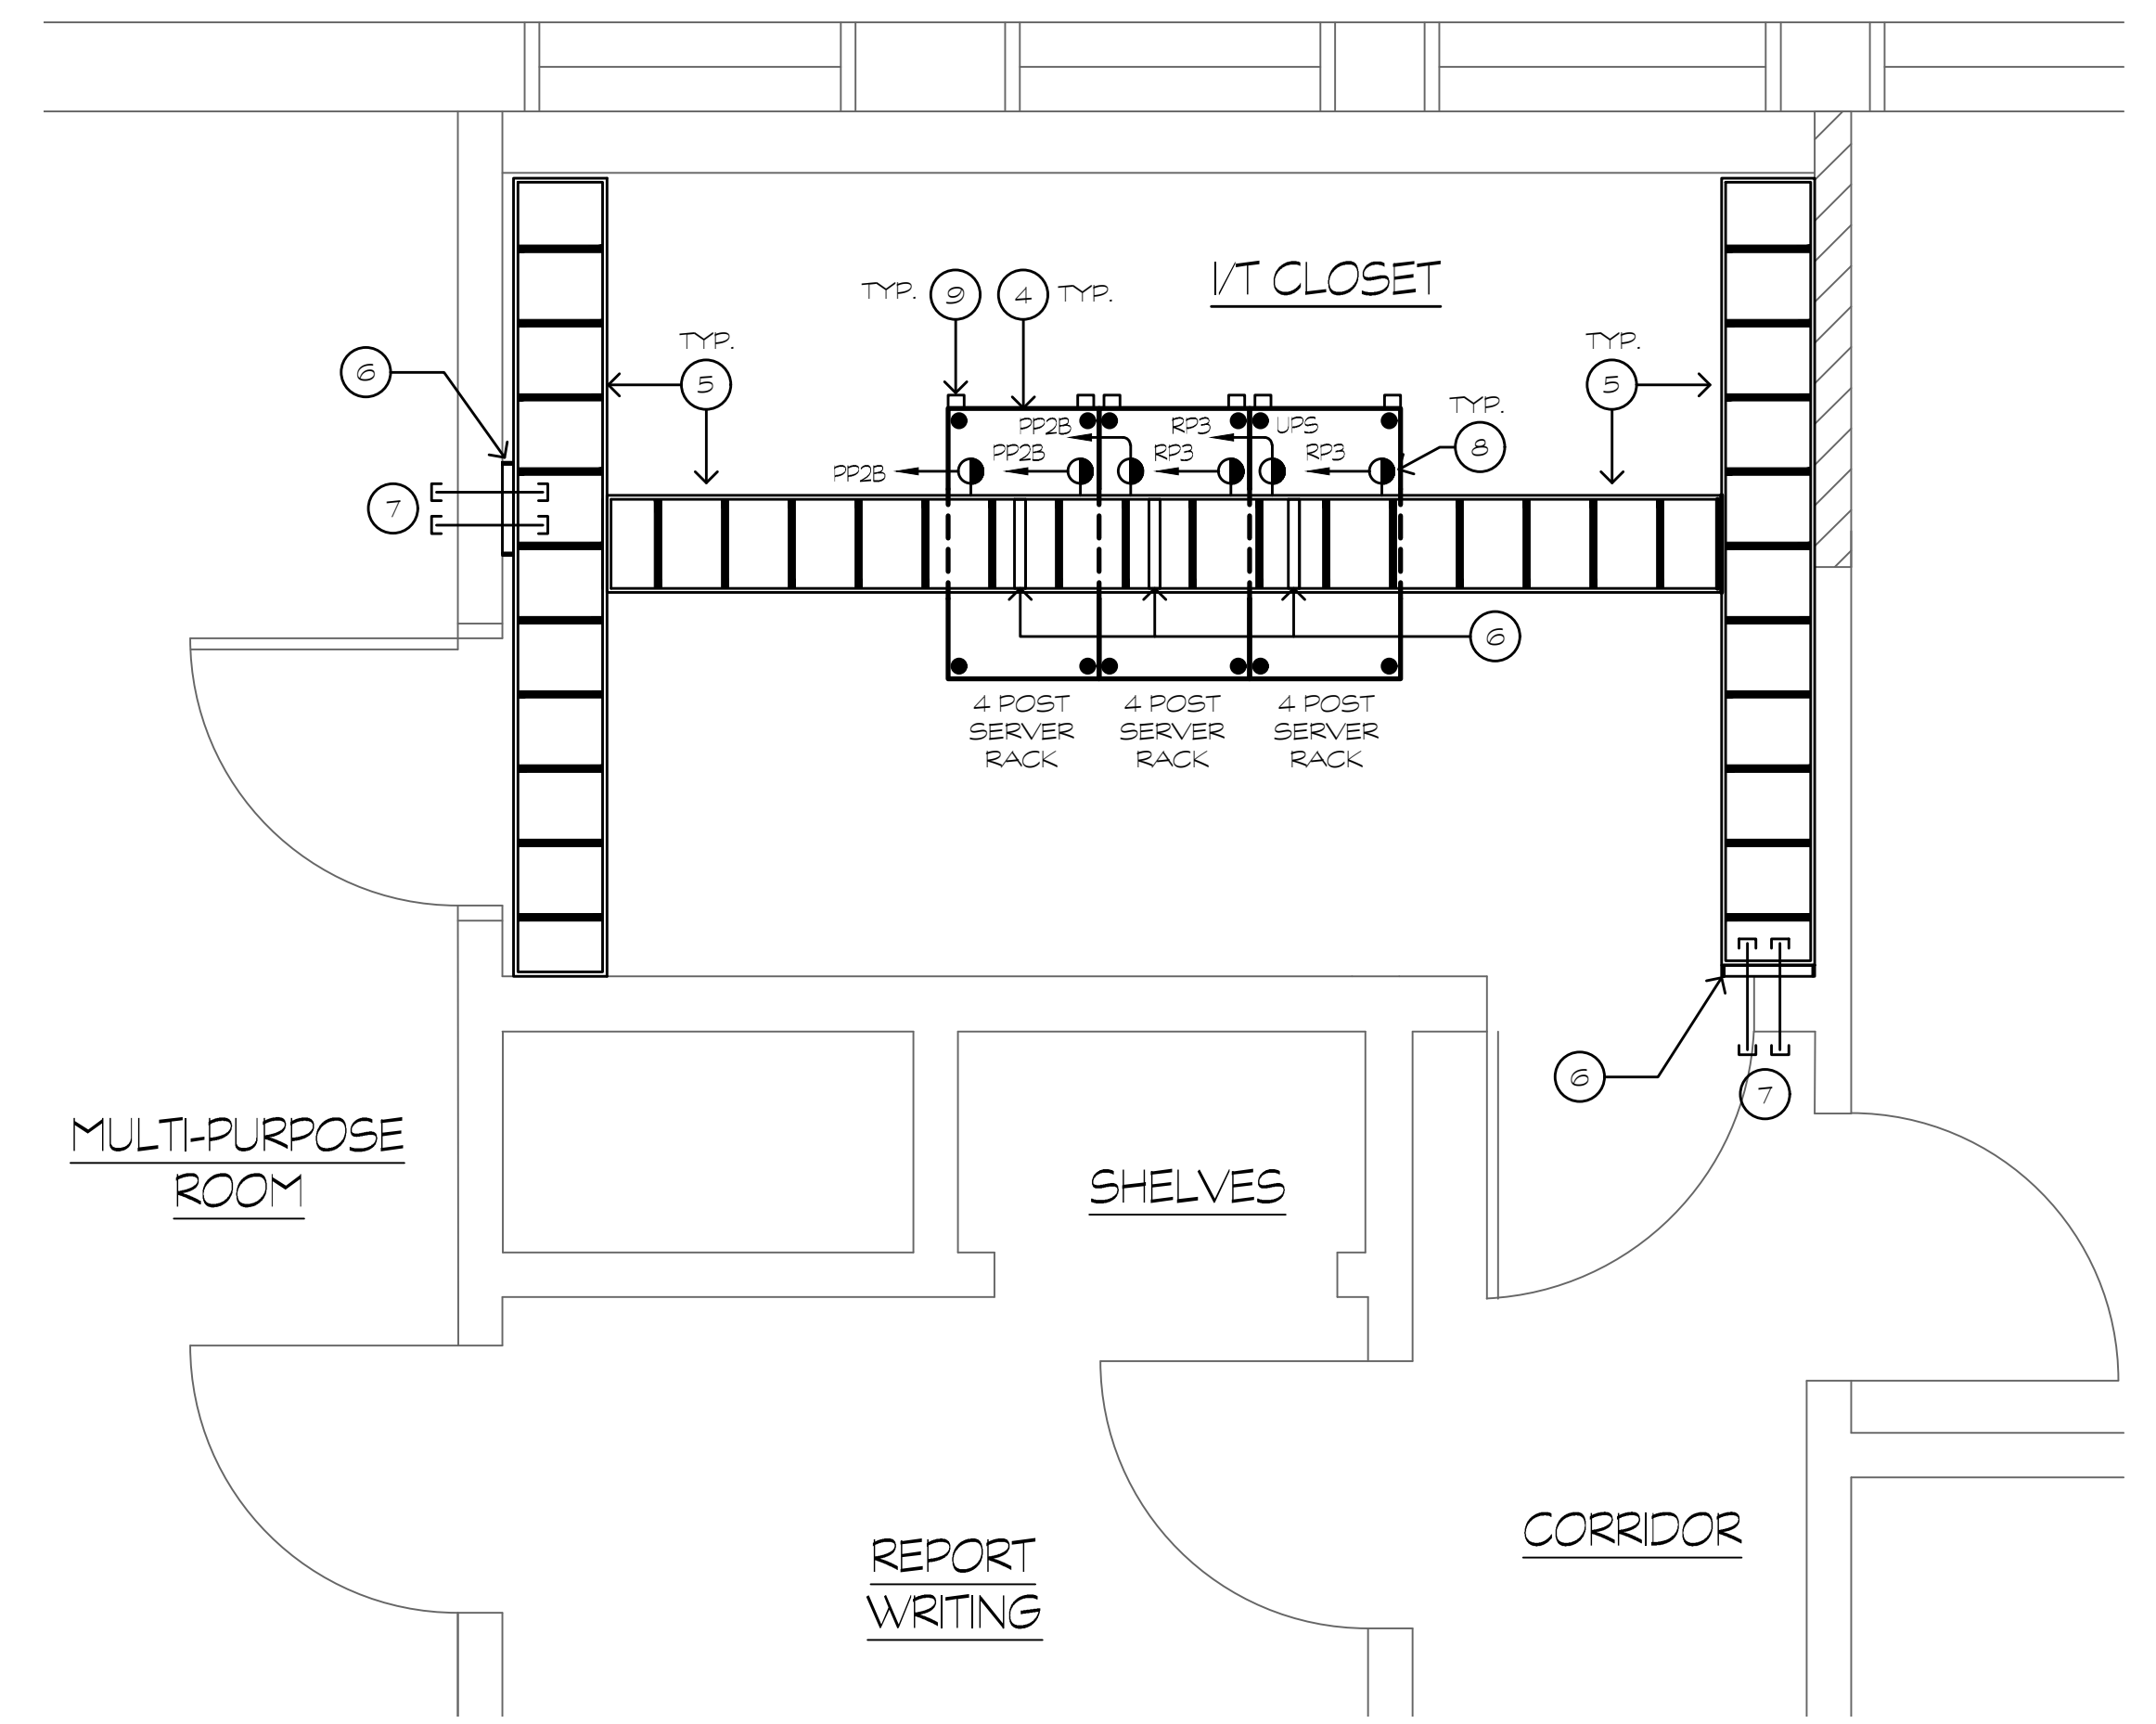 I/T CLOSET
TYP. 9 4 TYP.
TYP.
5
TYP.
5
6
TYP.
8
PP2B RP3 UPS
PP2B RP3 RP3
PP2B
7
6
4 POST
SERVER
RACK
4 POST
SERVER
RACK
4 POST
SERVER
RACK
6
7
MULTI-PURPOSE
ROOM
SHELVES
REPORT
WRITING
CORRIDOR